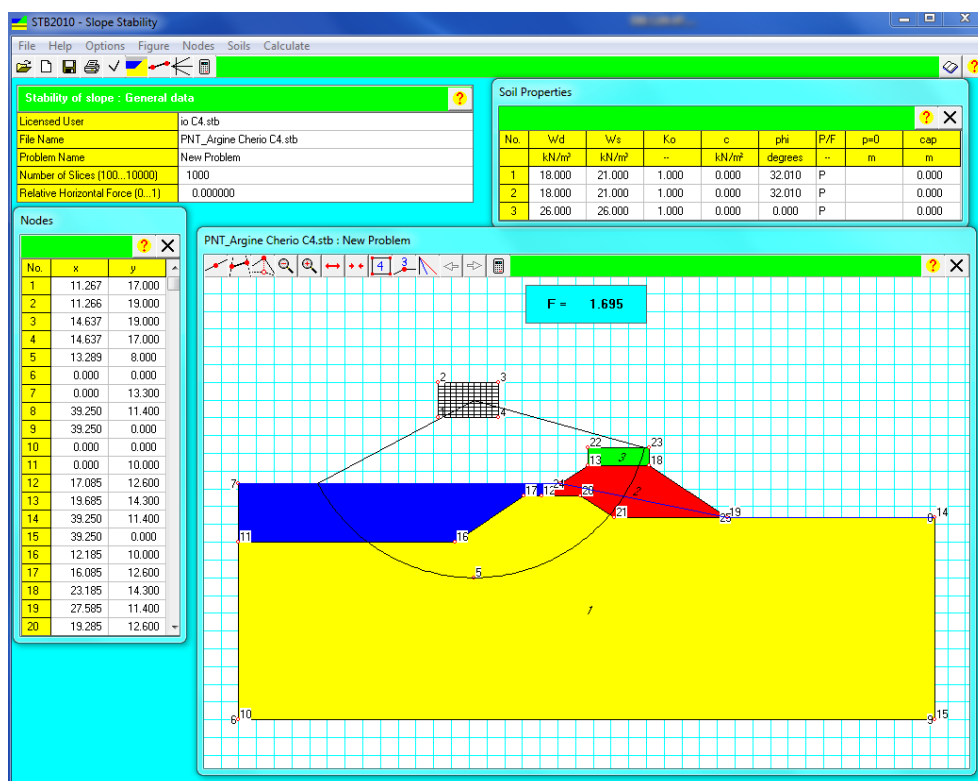 STB2010 - Slope Stability
File Help Options Figure Nodes Soils Calculate
Stability of slope : General data ?
Licensed User io C4.stb
File Name PNT_Argine Cherio C4.stb
Problem Name New Problem
Number of Slices (100...10000) 1000
Relative Horizontal Force (0...1) 0.000000
Soil Properties
No. Wd Ws Ko c phi P/F p=0 cap
kN/m³ kN/m³ -- kN/m² degrees -- m m
1 18.000 21.000 1.000 0.000 32.010 P 0.000
2 18.000 21.000 1.000 0.000 32.010 P 0.000
3 26.000 26.000 1.000 0.000 0.000 P 0.000
Nodes
No. x y
1 11.267 17.000
2 11.266 19.000
3 14.637 19.000
4 14.637 17.000
5 13.289 8.000
6 0.000 0.000
7 0.000 13.300
8 39.250 11.400
9 39.250 0.000
10 0.000 0.000
11 0.000 10.000
12 17.085 12.600
13 19.685 14.300
14 39.250 11.400
15 39.250 0.000
16 12.185 10.000
17 16.085 12.600
18 23.185 14.300
19 27.585 11.400
20 19.285 12.600
PNT_Argine Cherio C4.stb : New Problem
4 3 ?
F = 1.695
2 3
1 4
22 23
3
13 18
7 24
17 12 20 2
21 25 19 8 14
11 16
5
1
6 10 9 15